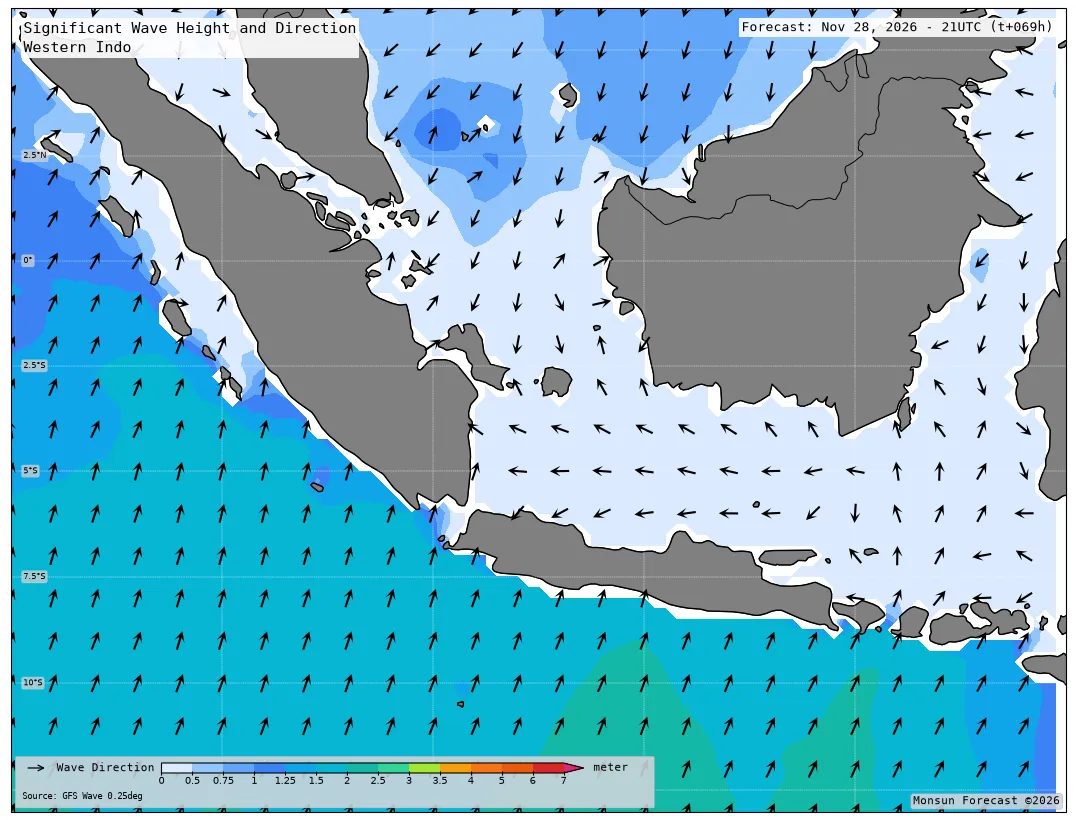 Significant Wave Height and Direction
Western Indo
Forecast: Nov 28, 2026 - 21UTC (t+069h)
2.5°N
0°
2.5°S
5°S
7.5°S
10°S
Wave Direction
0 0.5 0.75 1 1.25 1.5 2 2.5 3 3.5 4 5 6 7
meter
Source: GFS Wave 0.25deg
Monsun Forecast ©2026